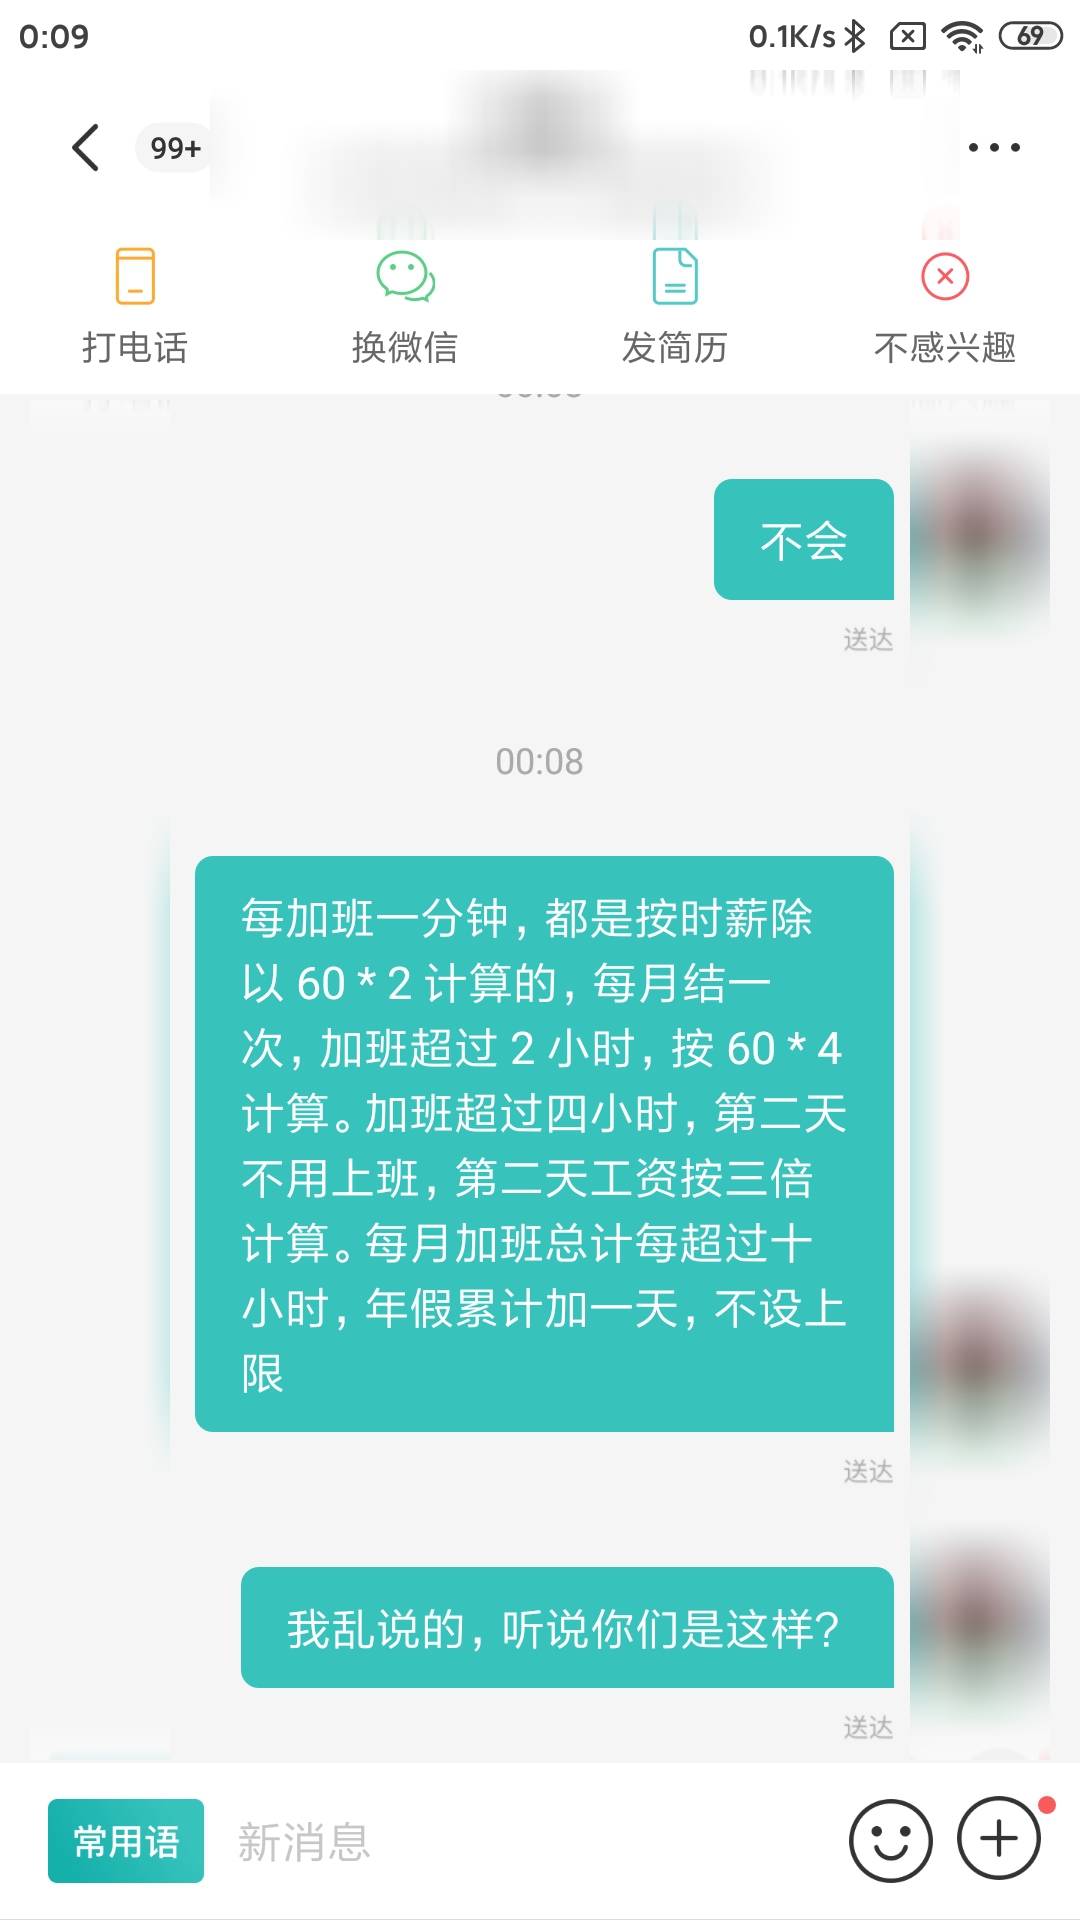 0:09
0.1K/s
69
99+
打电话
换微信
发简历
不感兴趣
不会
送达
00:08
每加班一分钟，都是按时薪除
以 60 * 2 计算的，每月结一
次，加班超过 2 小时，按 60 * 4
计算。加班超过四小时，第二天
不用上班，第二天工资按三倍
计算。每月加班总计每超过十
小时，年假累计加一天，不设上
限
送达
我乱说的，听说你们是这样?
送达
常用语
新消息